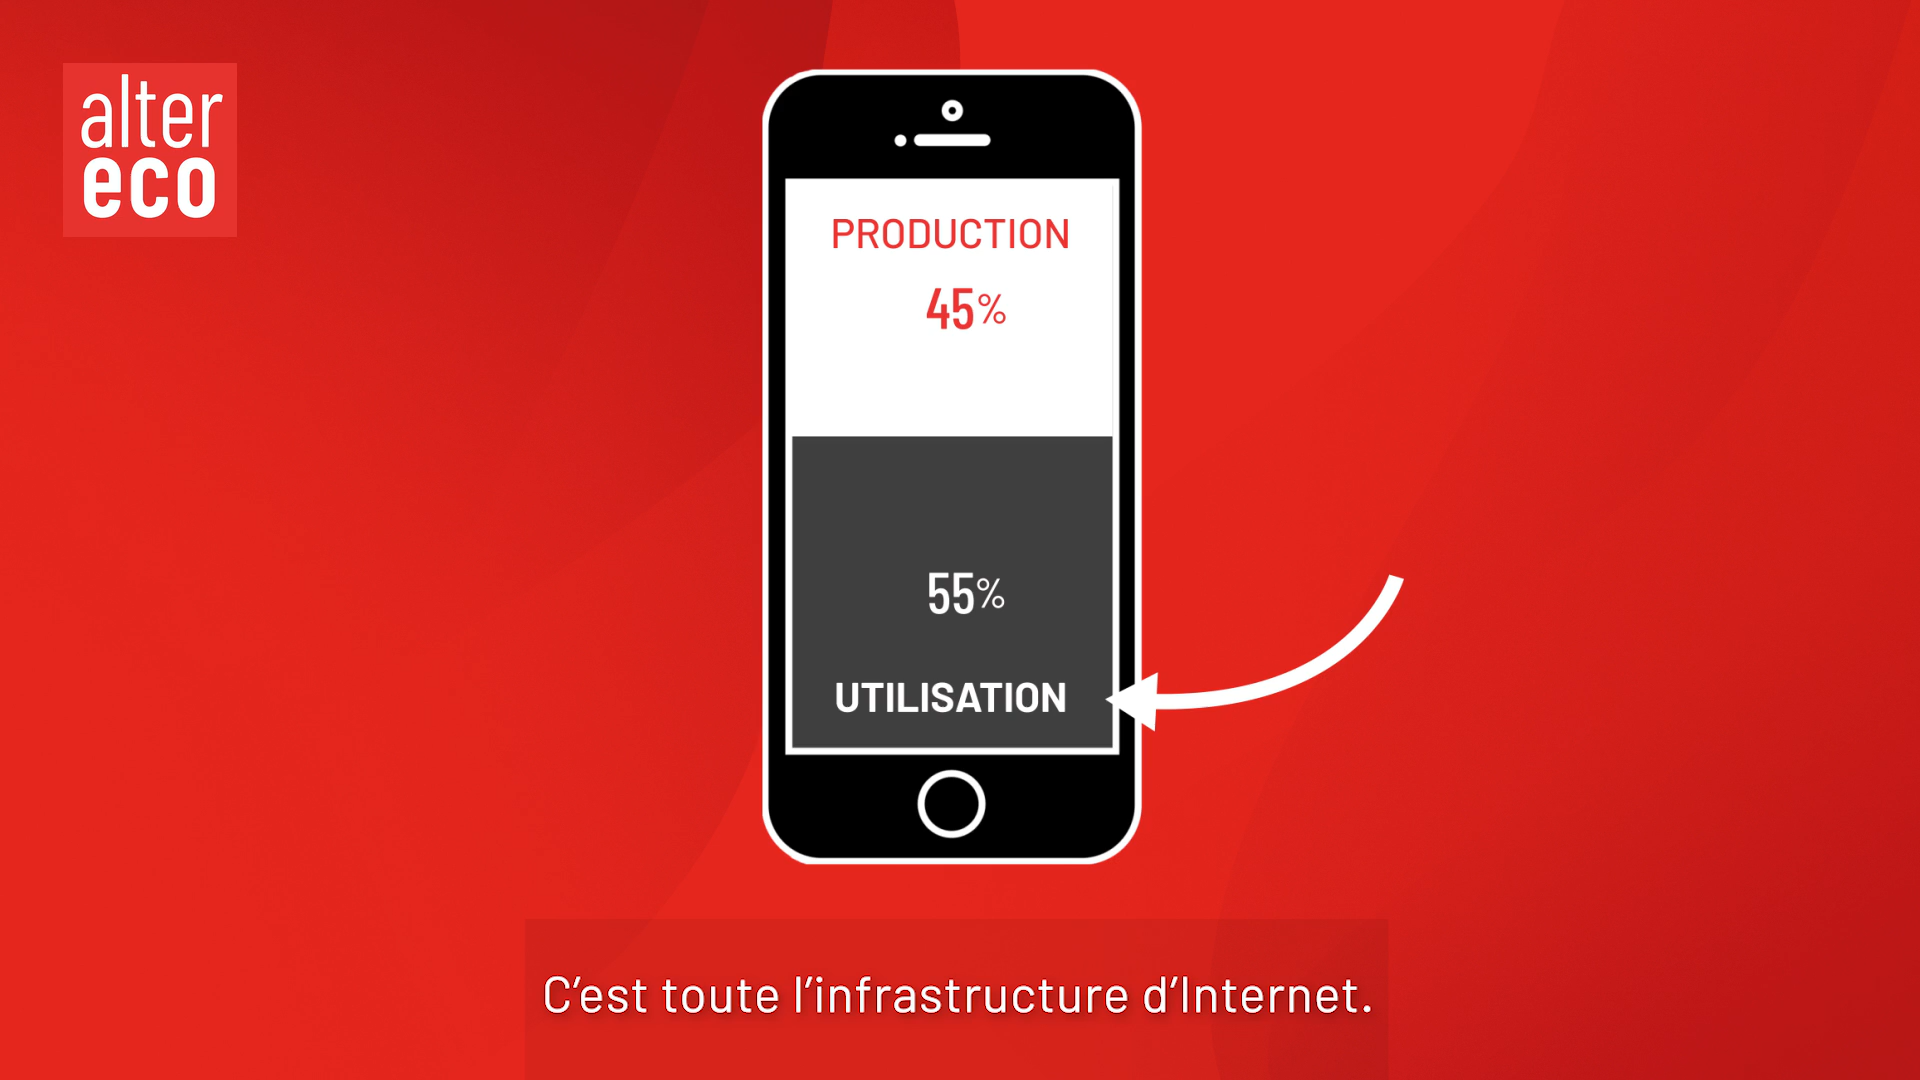 alter
eco
PRODUCTION
45%
55%
UTILISATION
C’est toute l’infrastructure d’Internet.